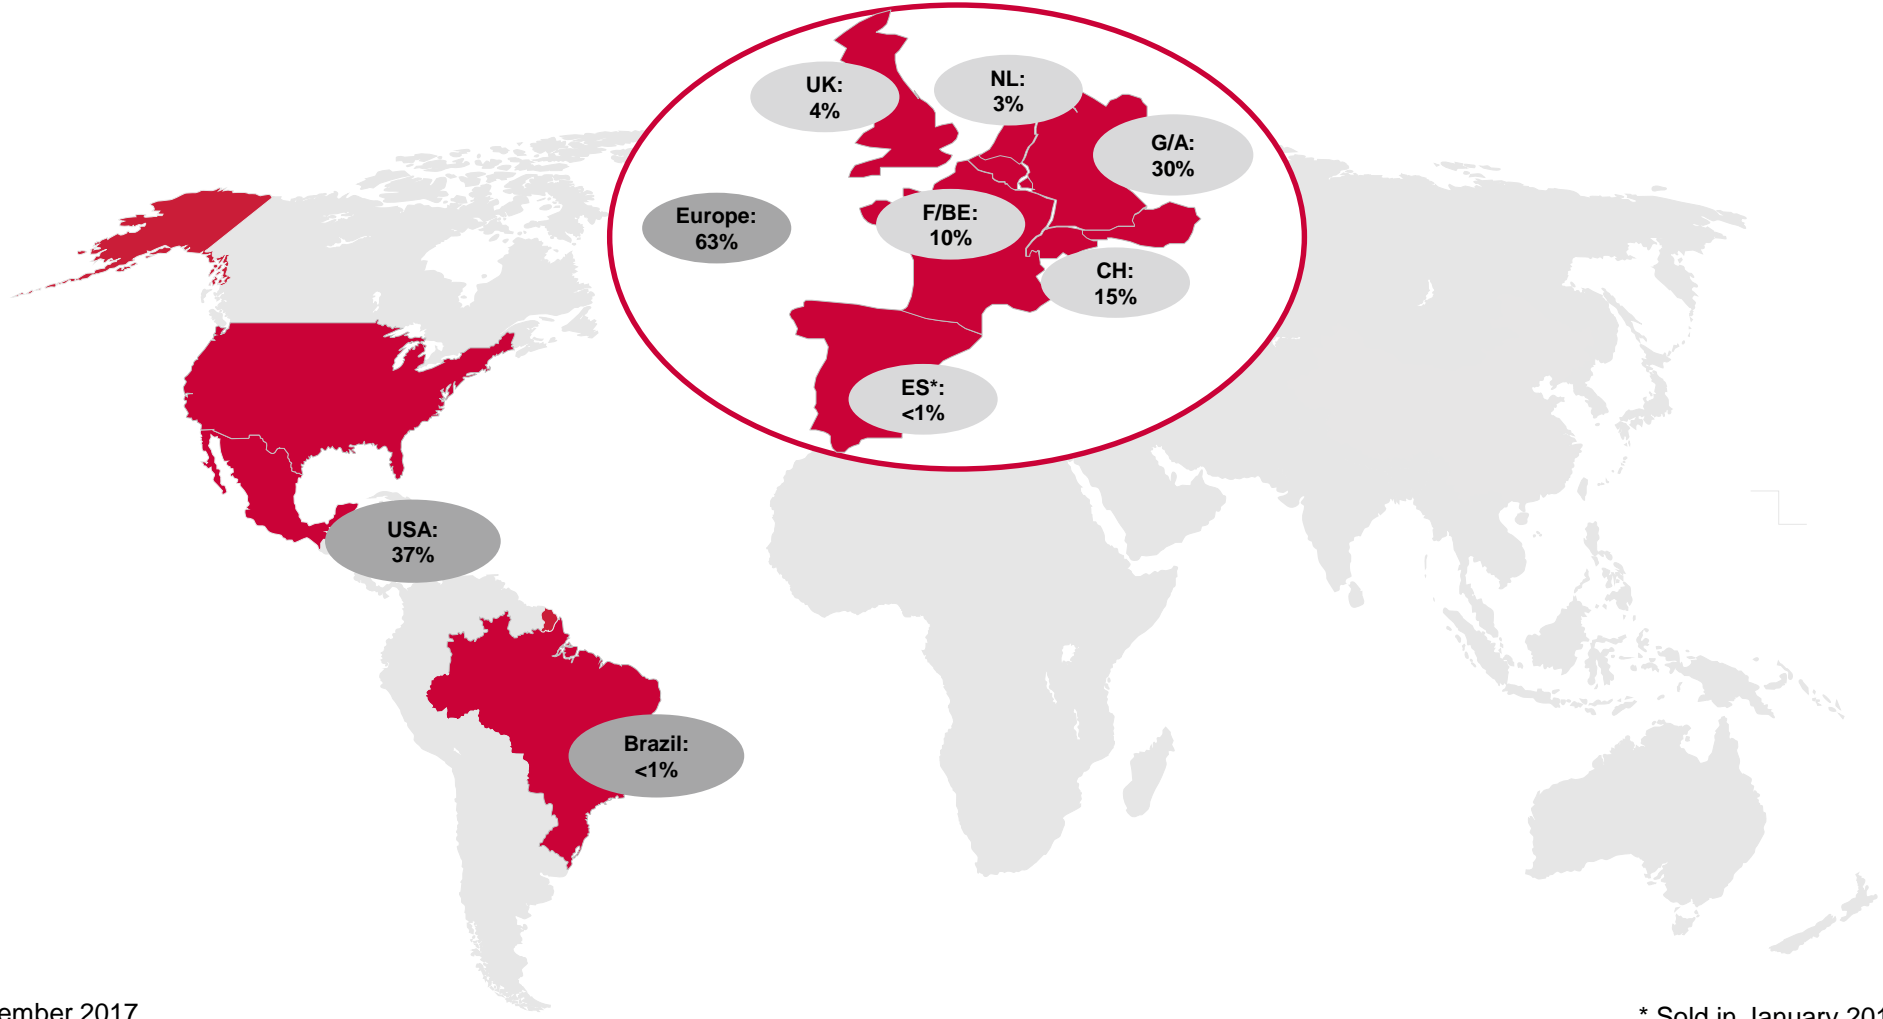 UK:
4%
NL:
3%
G/A:
30%
Europe:
63%
F/BE:
10%
CH:
15%
ES*:
<1%
USA:
37%
Brazil:
<1%
ember 2017
* Sold in January 201